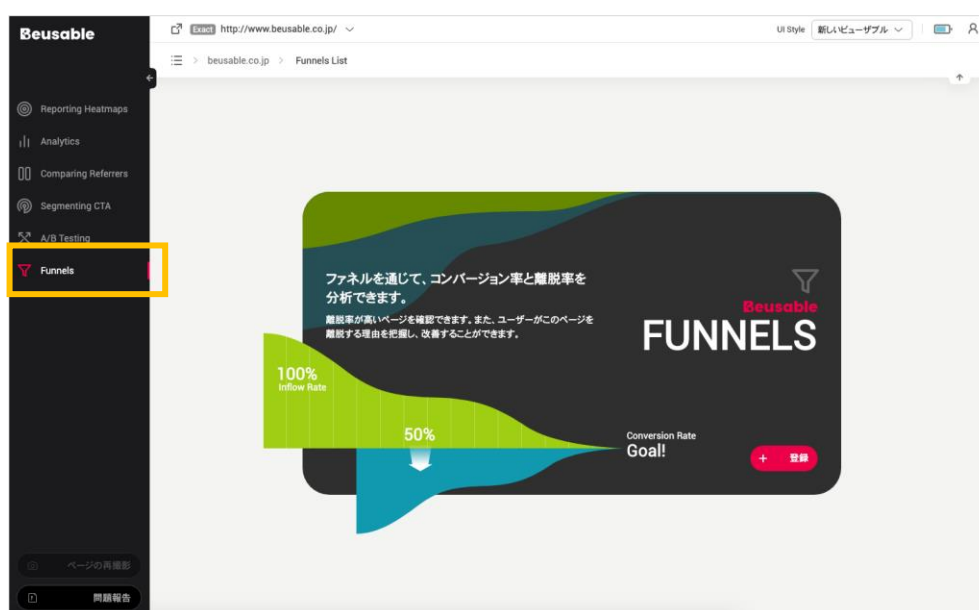 Beusable
Exact http://www.beusable.co.jp/
UI Style 新しいビューザブル
> beusable.co.jp > Funnels List
Reporting Heatmaps
Analytics
Comparing Referrers
Segmenting CTA
A/B Testing
Funnels
ファネルを通じて、コンバージョン率と離脱率を
分析できます。
離脱率が高いページを確認できます。また、ユーザーがこのページを
離脱する理由を把握し、改善することができます。
Beusable
FUNNELS
100%
Inflow Rate
50%
Conversion Rate
Goal!
+ 登録
ページの再撮影
問題報告